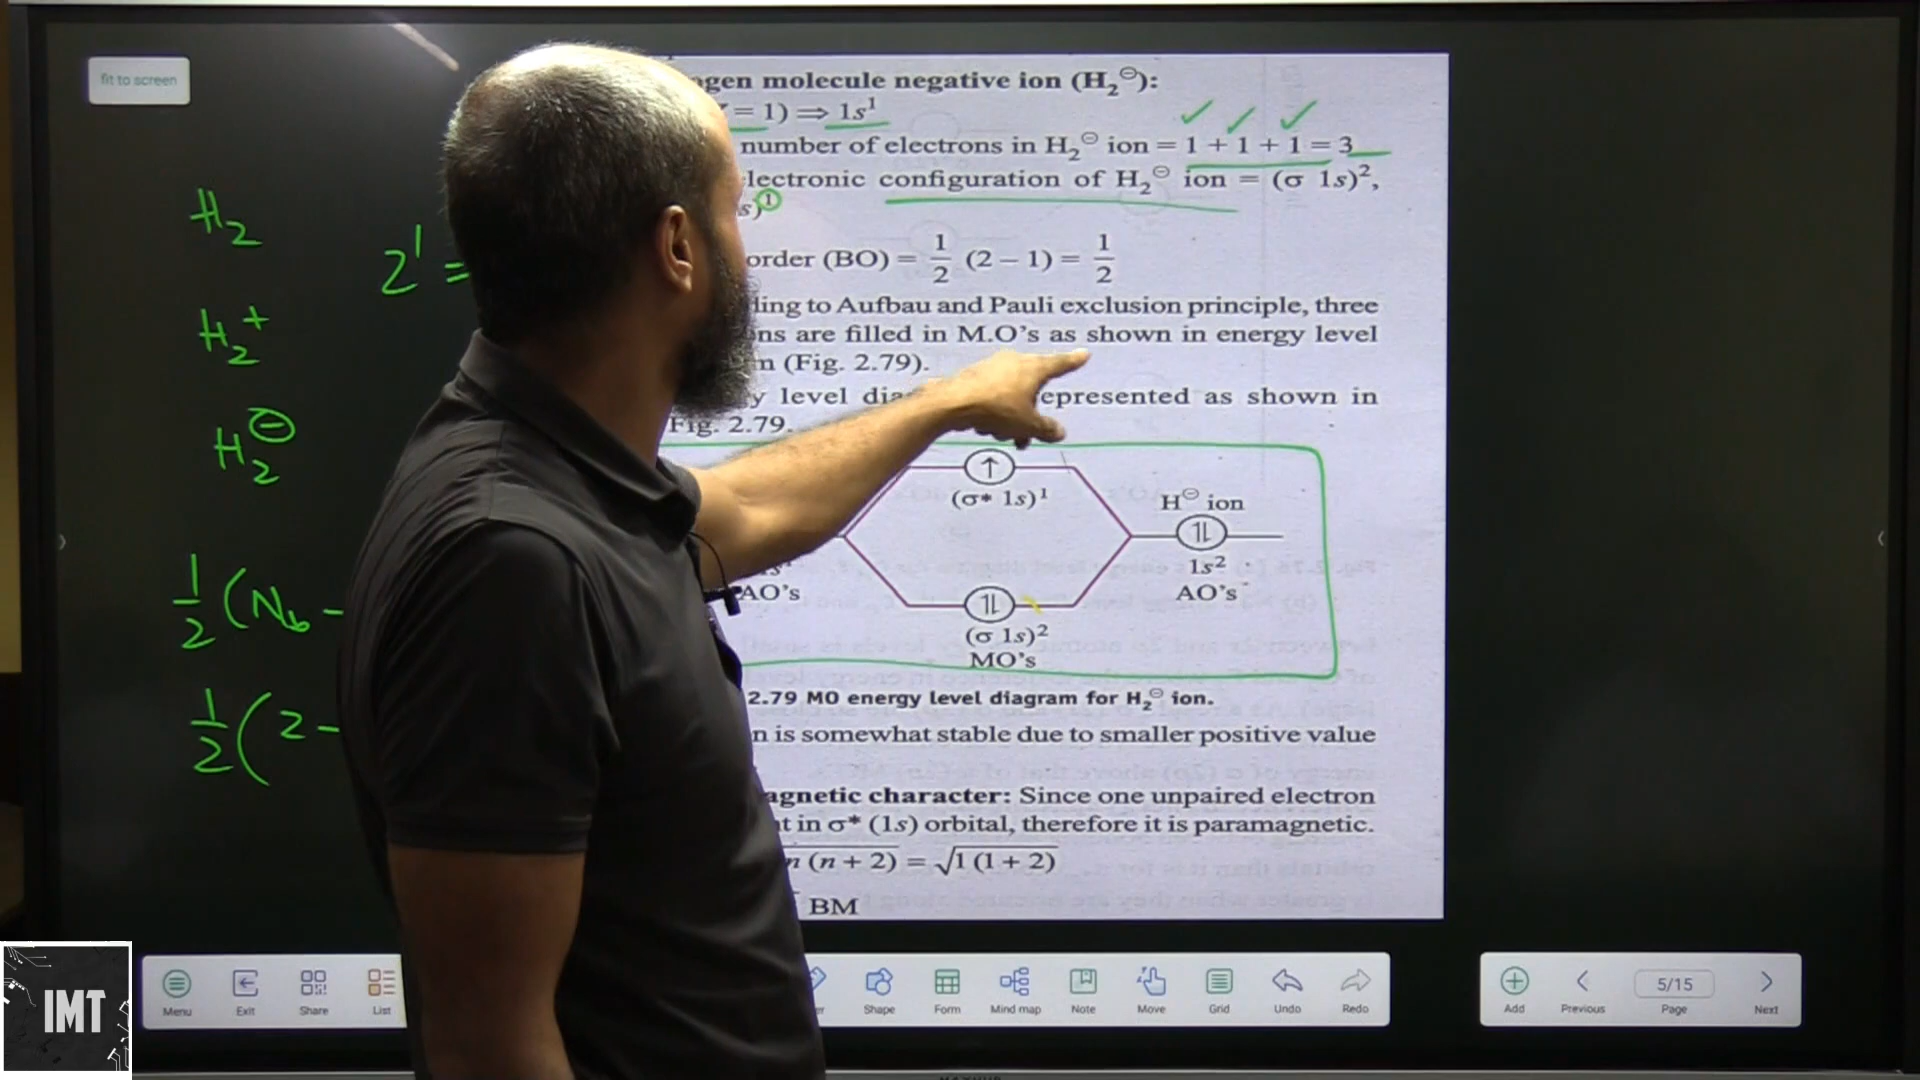 fit to screen
gen molecule negative ion (H₂⊖):
= 1) ⇒ 1s¹
number of electrons in H₂⊖ ion = 1 + 1 + 1 = 3
lectronic configuration of H₂⊖ ion = (σ 1s)²,
s)¹
order (BO) = 1/2 (2 – 1) = 1/2
ding to Aufbau and Pauli exclusion principle, three
ns are filled in M.O's as shown in energy level
m (Fig. 2.79).
y level dia epresented as shown in
Fig. 2.79.
↑
(σ* 1s)¹
H⊖ ion
1s²
AO's
AO's
(σ 1s)²
MO's
2.79 MO energy level diagram for H₂⊖ ion.
n is somewhat stable due to smaller positive value
agnetic character: Since one unpaired electron
t in σ* (1s) orbital, therefore it is paramagnetic.
n (n + 2) = √1 (1 + 2)
BM
H₂
2¹ =
H₂⁺
H₂⊖
1/2 (N_b -
1/2 (2 -
Menu
Exit
Share
List
er
Shape
Form
Mind map
Note
Move
Grid
Undo
Redo
Add
Previous
5/15
Page
Next
IMT